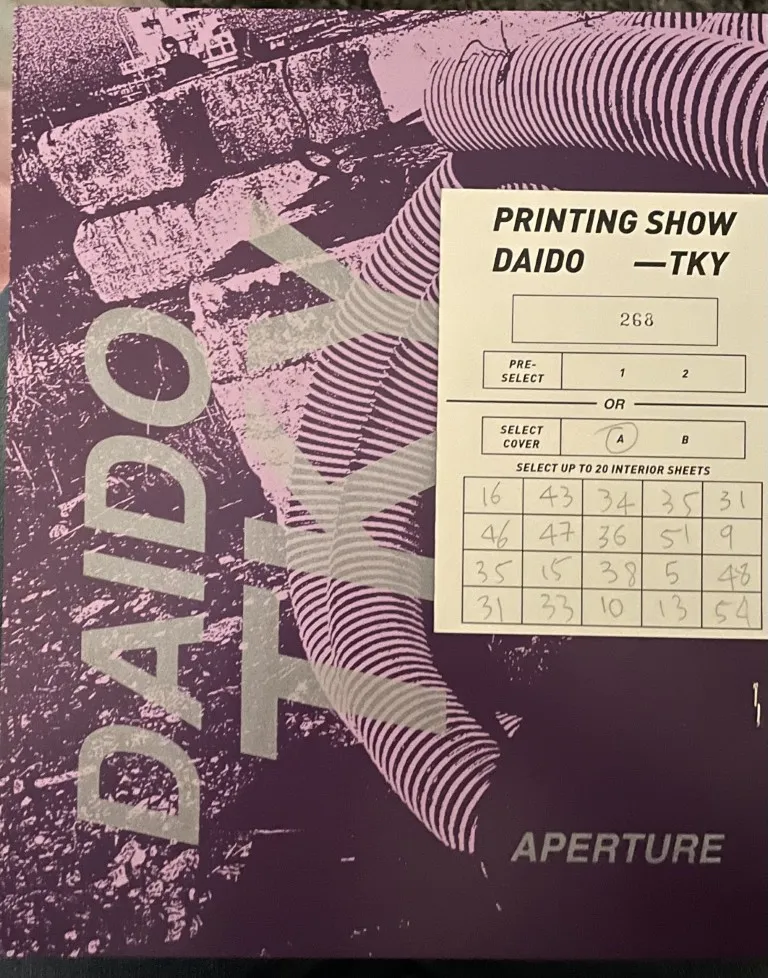 DAIDO
TKY
PRINTING SHOW
DAIDO —TKY
268
PRE-
SELECT 1 2
OR
SELECT
COVER A B
SELECT UP TO 20 INTERIOR SHEETS
16 43 34 35 31
46 47 36 51 9
35 15 38 5 48
31 33 10 13 54
APERTURE